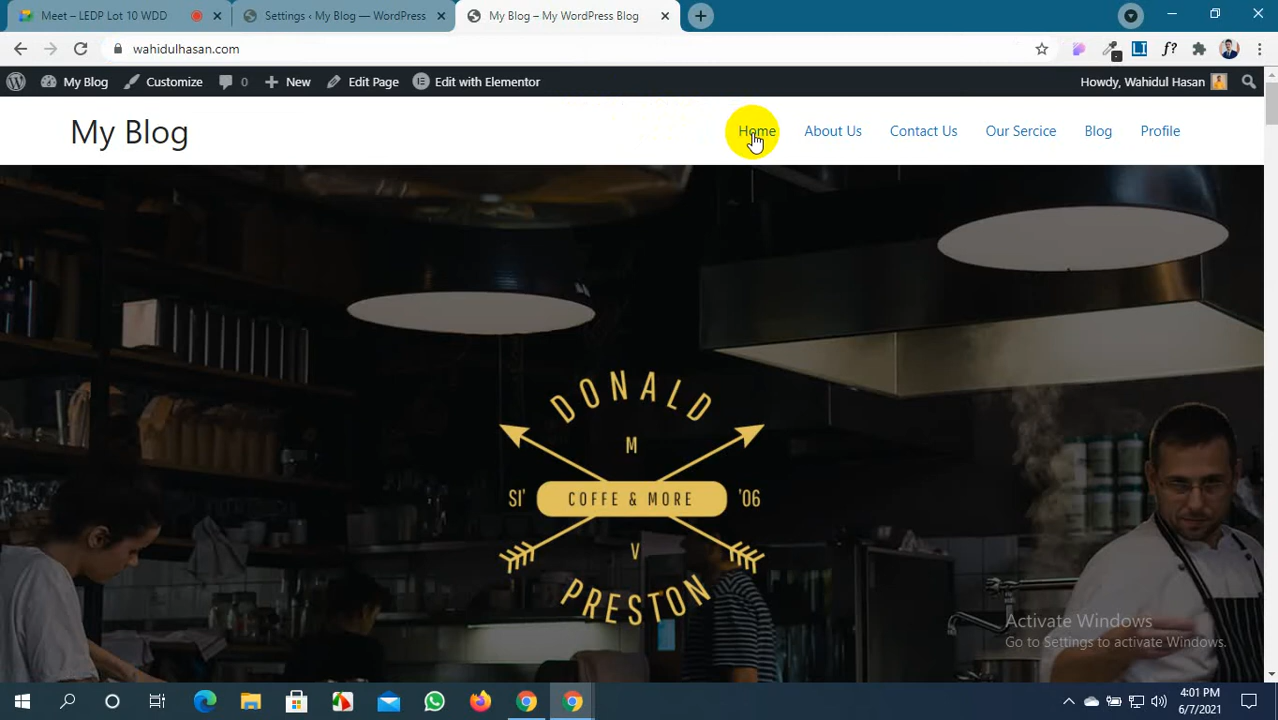 Meet – LEDP Lot 10 WDD
Settings ‹ My Blog — WordPress
My Blog – My WordPress Blog
wahidulhasan.com
My Blog
Customize
0
New
Edit Page
Edit with Elementor
Howdy, Wahidul Hasan
My Blog
Home
About Us
Contact Us
Our Sercice
Blog
Profile
DONALD
M
SI'
COFFE & MORE
'06
V
PRESTON
Activate Windows
Go to Settings to activate Windows.
4:01 PM
6/7/2021